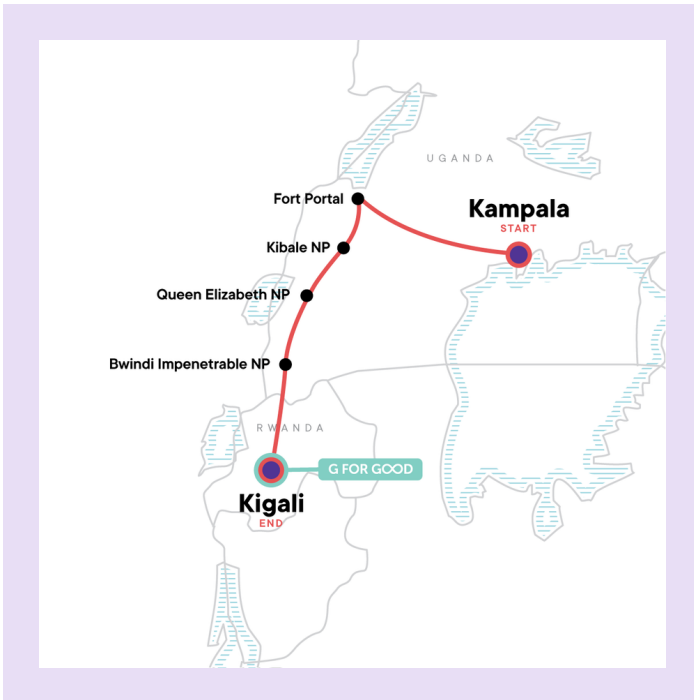 UGANDA
Fort Portal
Kampala
START
Kibale NP
Queen Elizabeth NP
Bwindi Impenetrable NP
RWANDA
G FOR GOOD
Kigali
END